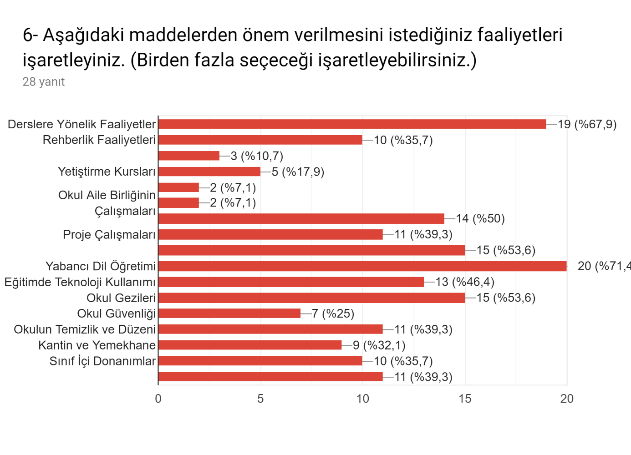 6- Aşağıdaki maddelerden önem verilmesini istediğiniz faaliyetleri
işaretleyiniz. (Birden fazla seçeceği işaretleyebilirsiniz.)
28 yanıt
Derslere Yönelik Faaliyetler 19 (%67,9)
Rehberlik Faaliyetleri 10 (%35,7)
3 (%10,7)
Yetiştirme Kursları 5 (%17,9)
2 (%7,1)
Okul Aile Birliğinin
Çalışmaları 2 (%7,1)
14 (%50)
Proje Çalışmaları 11 (%39,3)
15 (%53,6)
Yabancı Dil Öğretimi 20 (%71,4
Eğitimde Teknoloji Kullanımı 13 (%46,4)
Okul Gezileri 15 (%53,6)
Okul Güvenliği 7 (%25)
Okulun Temizlik ve Düzeni 11 (%39,3)
Kantin ve Yemekhane 9 (%32,1)
Sınıf İçi Donanımlar 10 (%35,7)
11 (%39,3)
0 5 10 15 20